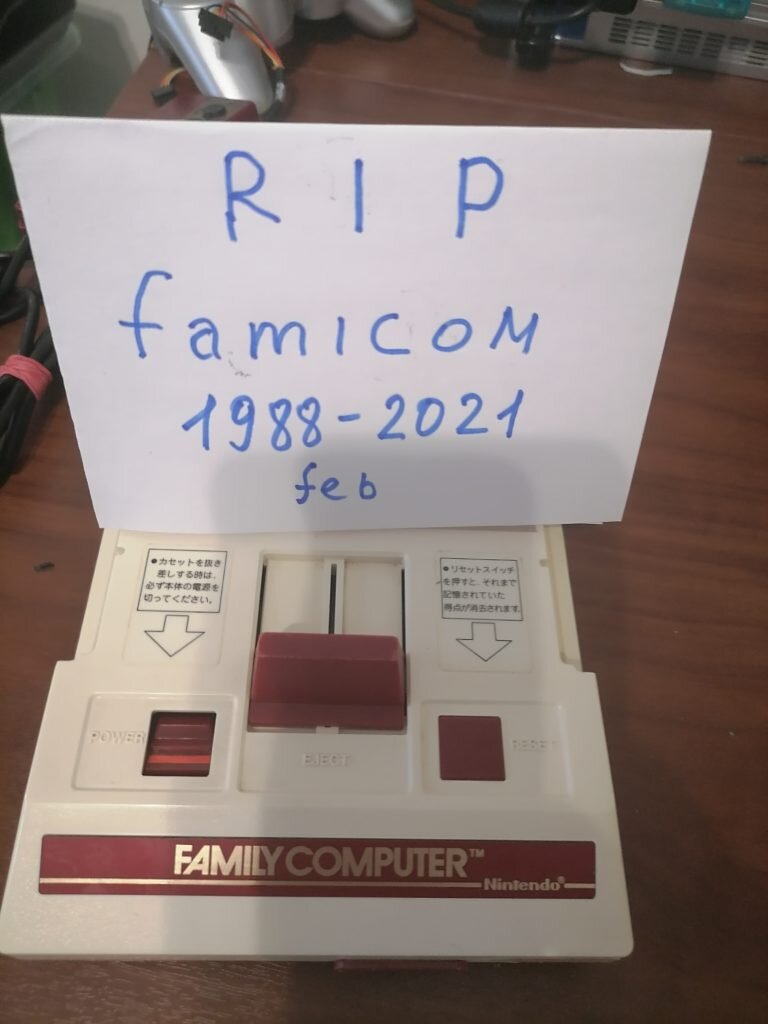 R I P
famicom
1988-2021
feb
●カセットを抜き
差しする時は、
必ず本体の電源を
切ってください。
●リセットスイッチ
を押すと、それまで
記憶されていた
得点が消去されます。
POWER
EJECT
RESET
FAMILY COMPUTER™
Nintendo®